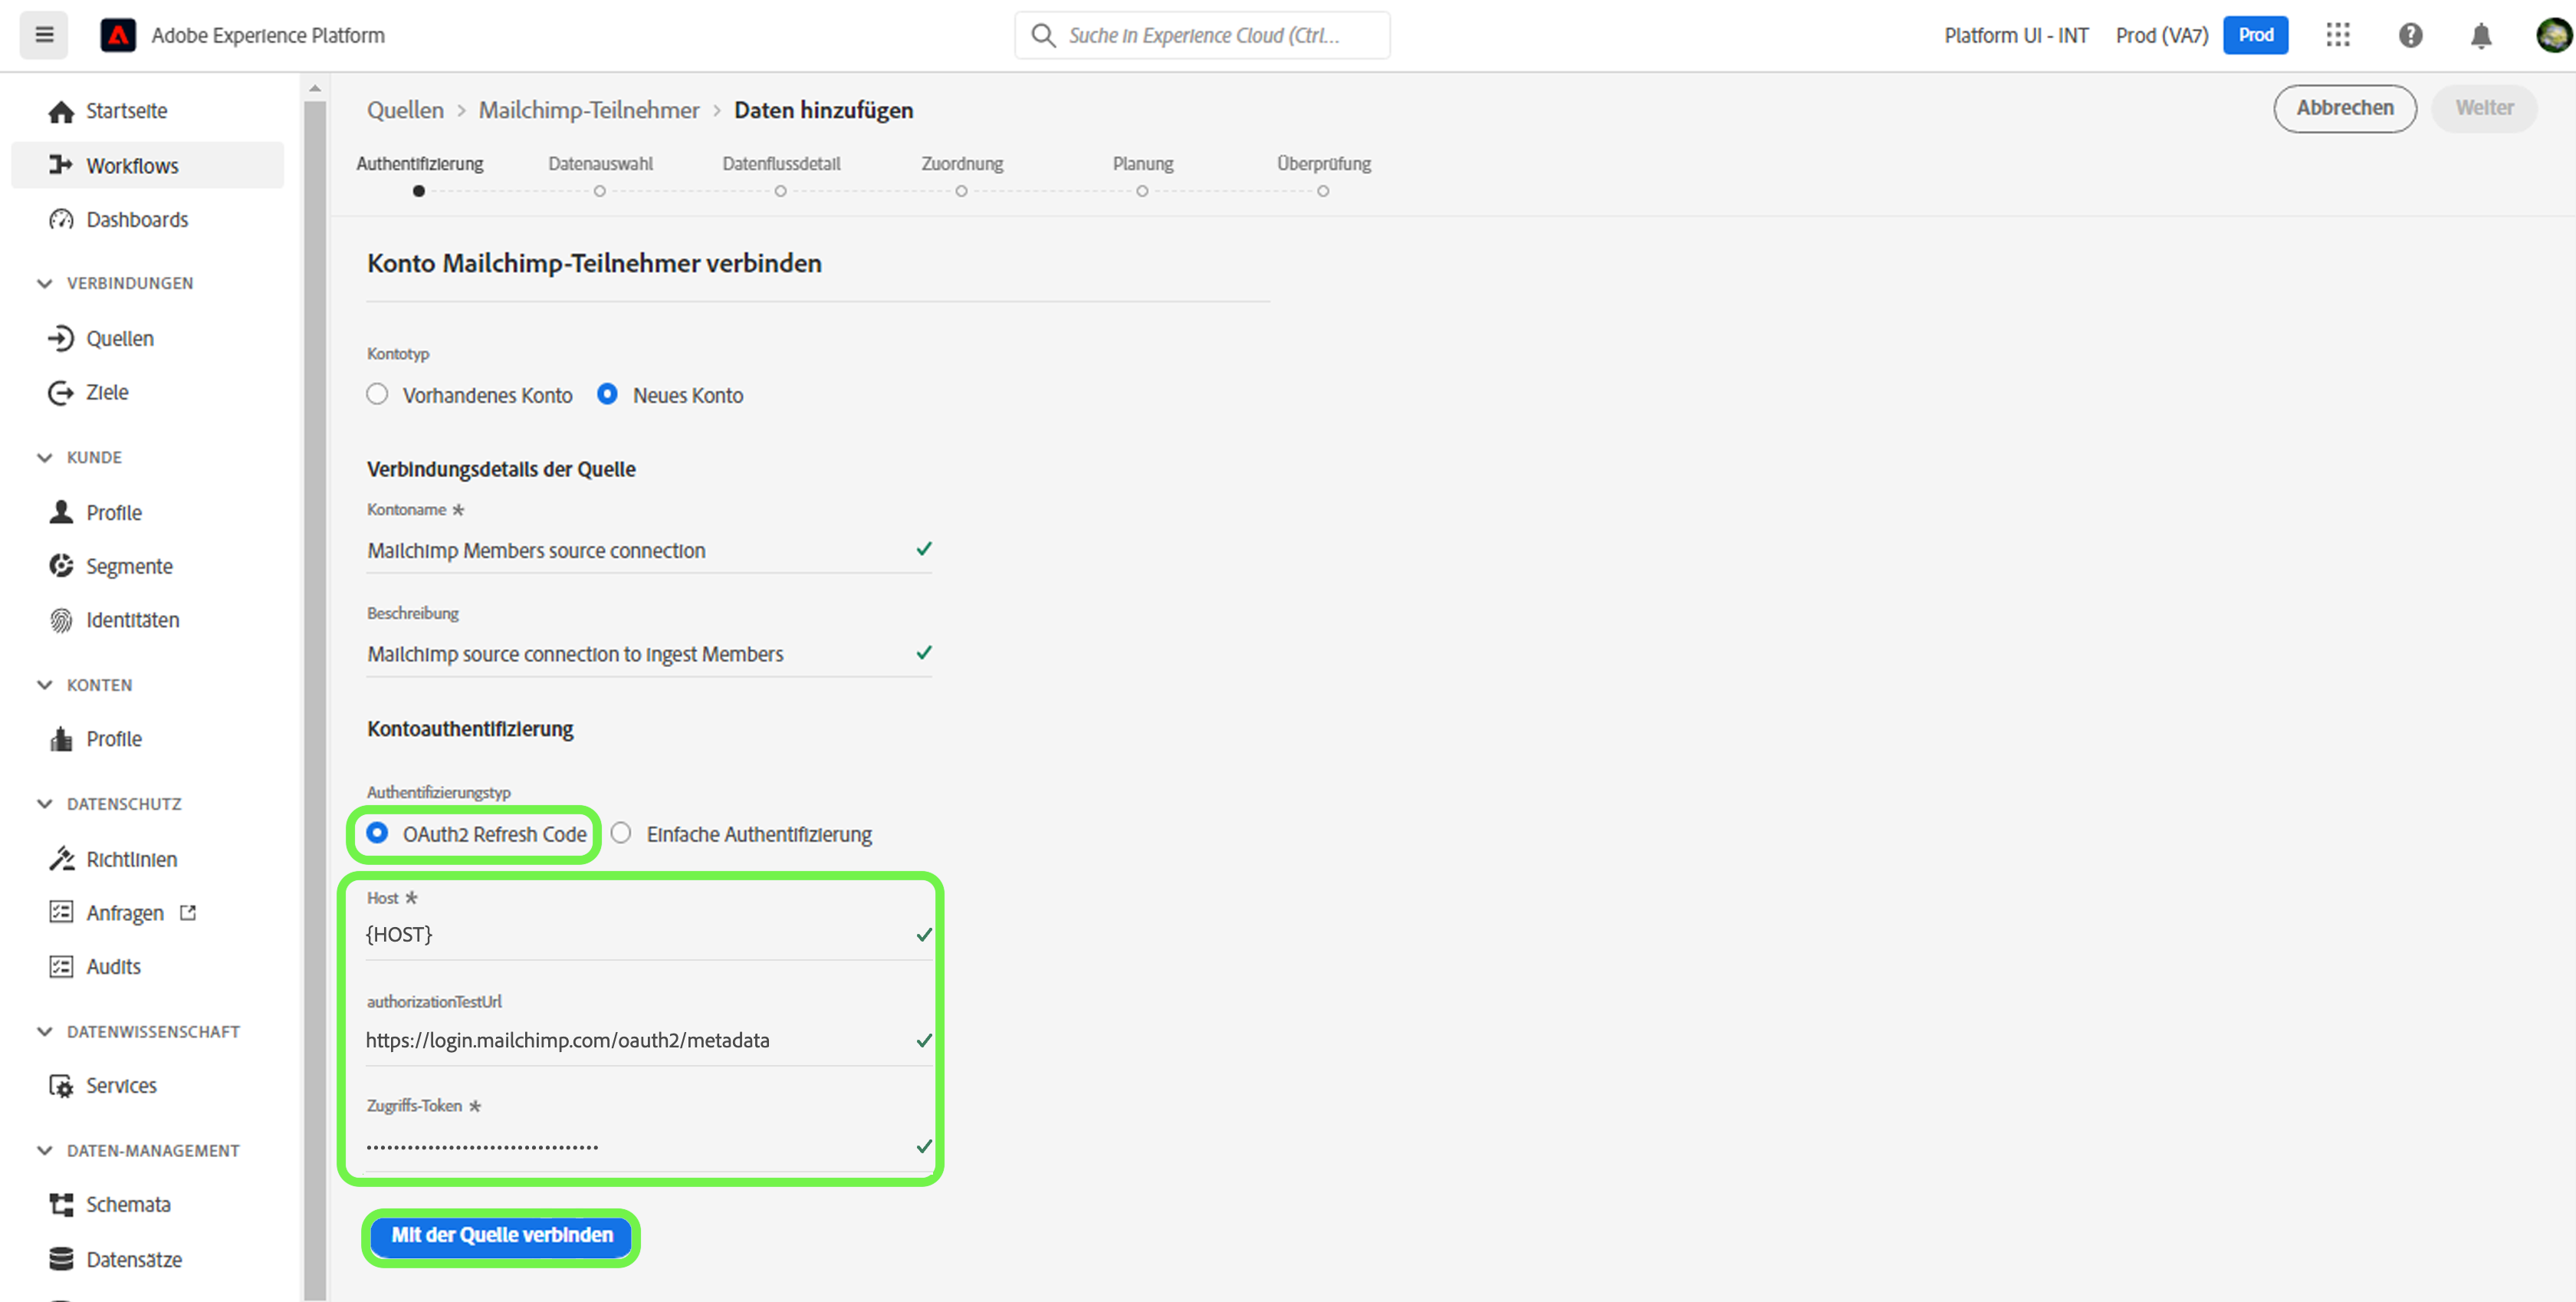 Adobe Experience Platform
Suche in Experience Cloud (Ctrl...
Platform UI - INT
Prod (VA7)
Prod
Startseite
Workflows
Dashboards
VERBINDUNGEN
Quellen
Ziele
KUNDE
Profile
Segmente
Identitäten
KONTEN
Profile
DATENSCHUTZ
Richtlinien
Anfragen
Audits
DATENWISSENSCHAFT
Services
DATEN-MANAGEMENT
Schemata
Datensätze
Quellen > Mailchimp-Teilnehmer > Daten hinzufügen
Abbrechen
Weiter
Authentifizierung
Datenauswahl
Datenflussdetail
Zuordnung
Planung
Überprüfung
Konto Mailchimp-Teilnehmer verbinden
Kontotyp
Vorhandenes Konto
Neues Konto
Verbindungsdetails der Quelle
Kontoname *
Mailchimp Members source connection
Beschreibung
Mailchimp source connection to ingest Members
Kontoauthentifizierung
Authentifizierungstyp
OAuth2 Refresh Code
Einfache Authentifizierung
Host *
{HOST}
authorizationTestUrl
https://login.mailchimp.com/oauth2/metadata
Zugriffs-Token *
Mit der Quelle verbinden